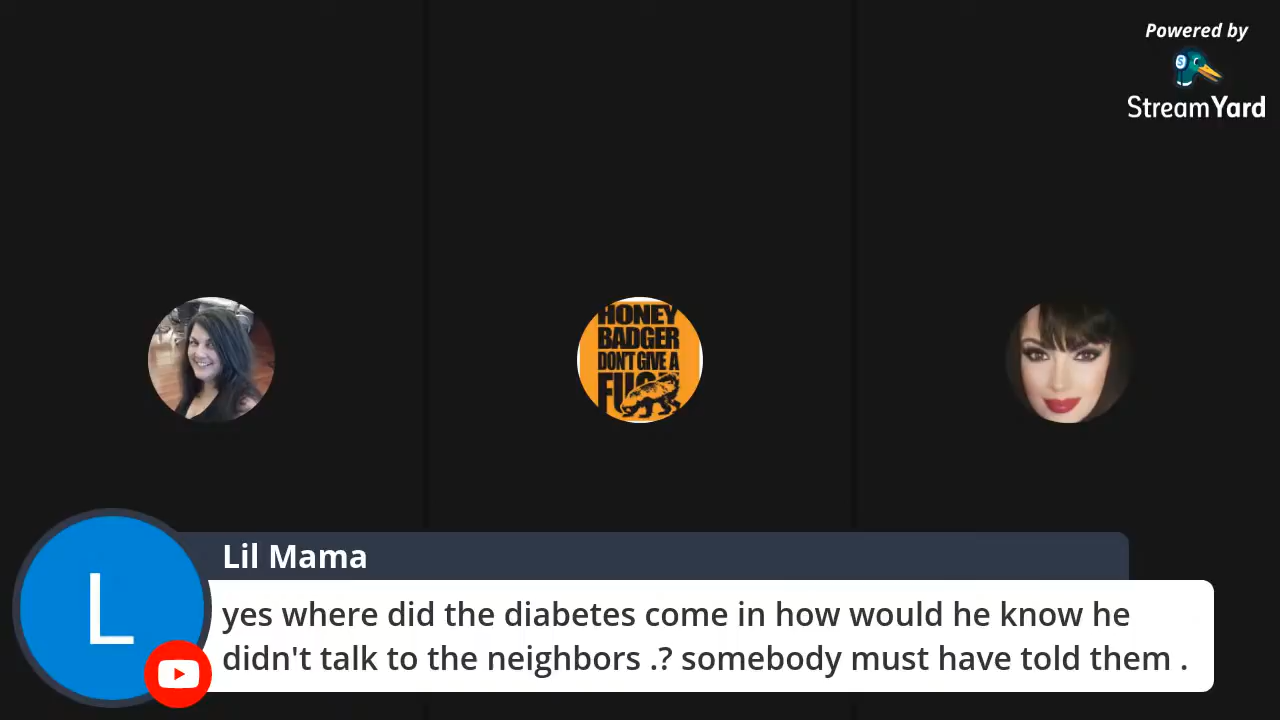 Powered by
S
StreamYard
HONEY
BADGER
DON'T GIVE A
L
Lil Mama
yes where did the diabetes come in how would he know he
didn't talk to the neighbors .? somebody must have told them .